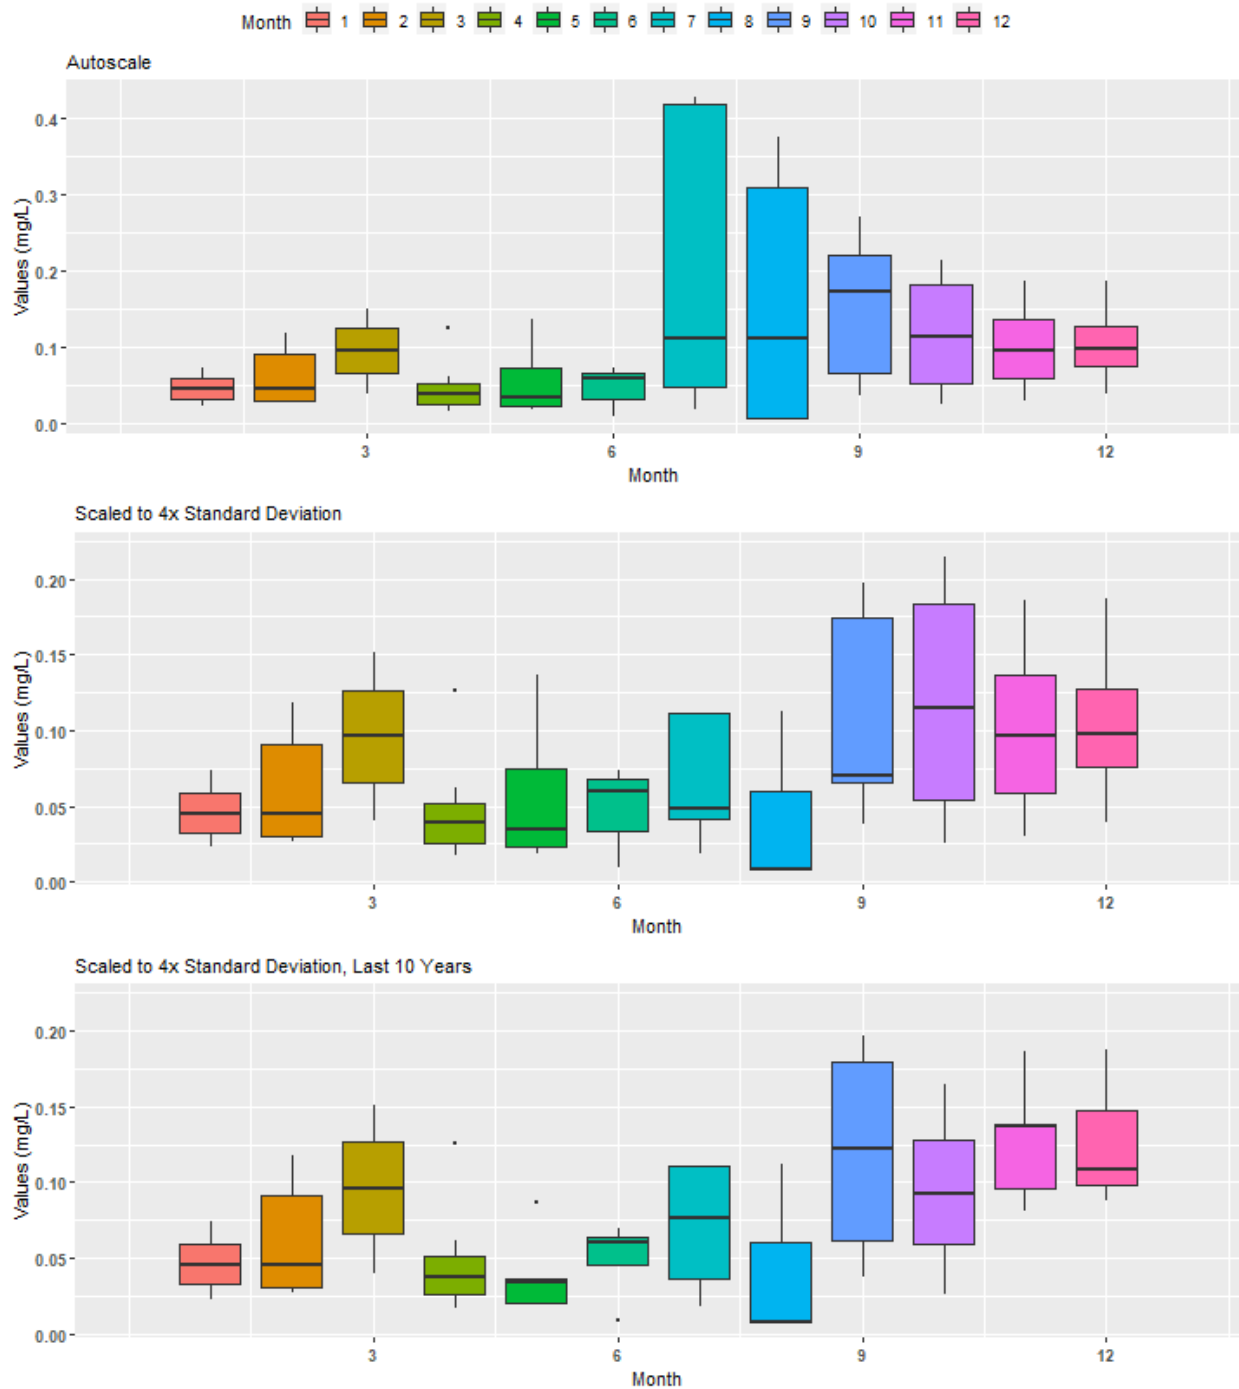 Month 1 2 3 4 5 6 7 8 9 10 11 12
Autoscale
Values (mg/L)
0.4
0.3
0.2
0.1
0.0
3 6 9 12
Month
Scaled to 4x Standard Deviation
Values (mg/L)
0.20
0.15
0.10
0.05
0.00
3 6 9 12
Month
Scaled to 4x Standard Deviation, Last 10 Years
Values (mg/L)
0.20
0.15
0.10
0.05
0.00
3 6 9 12
Month